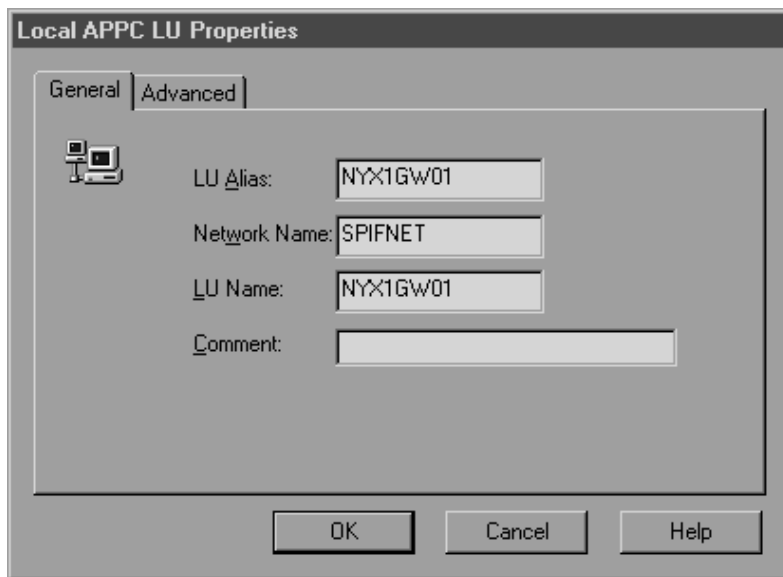 Local APPC LU Properties
General Advanced
LU Alias: NYX1GW01
Network Name: SPIFNET
LU Name: NYX1GW01
Comment:
OK Cancel Help